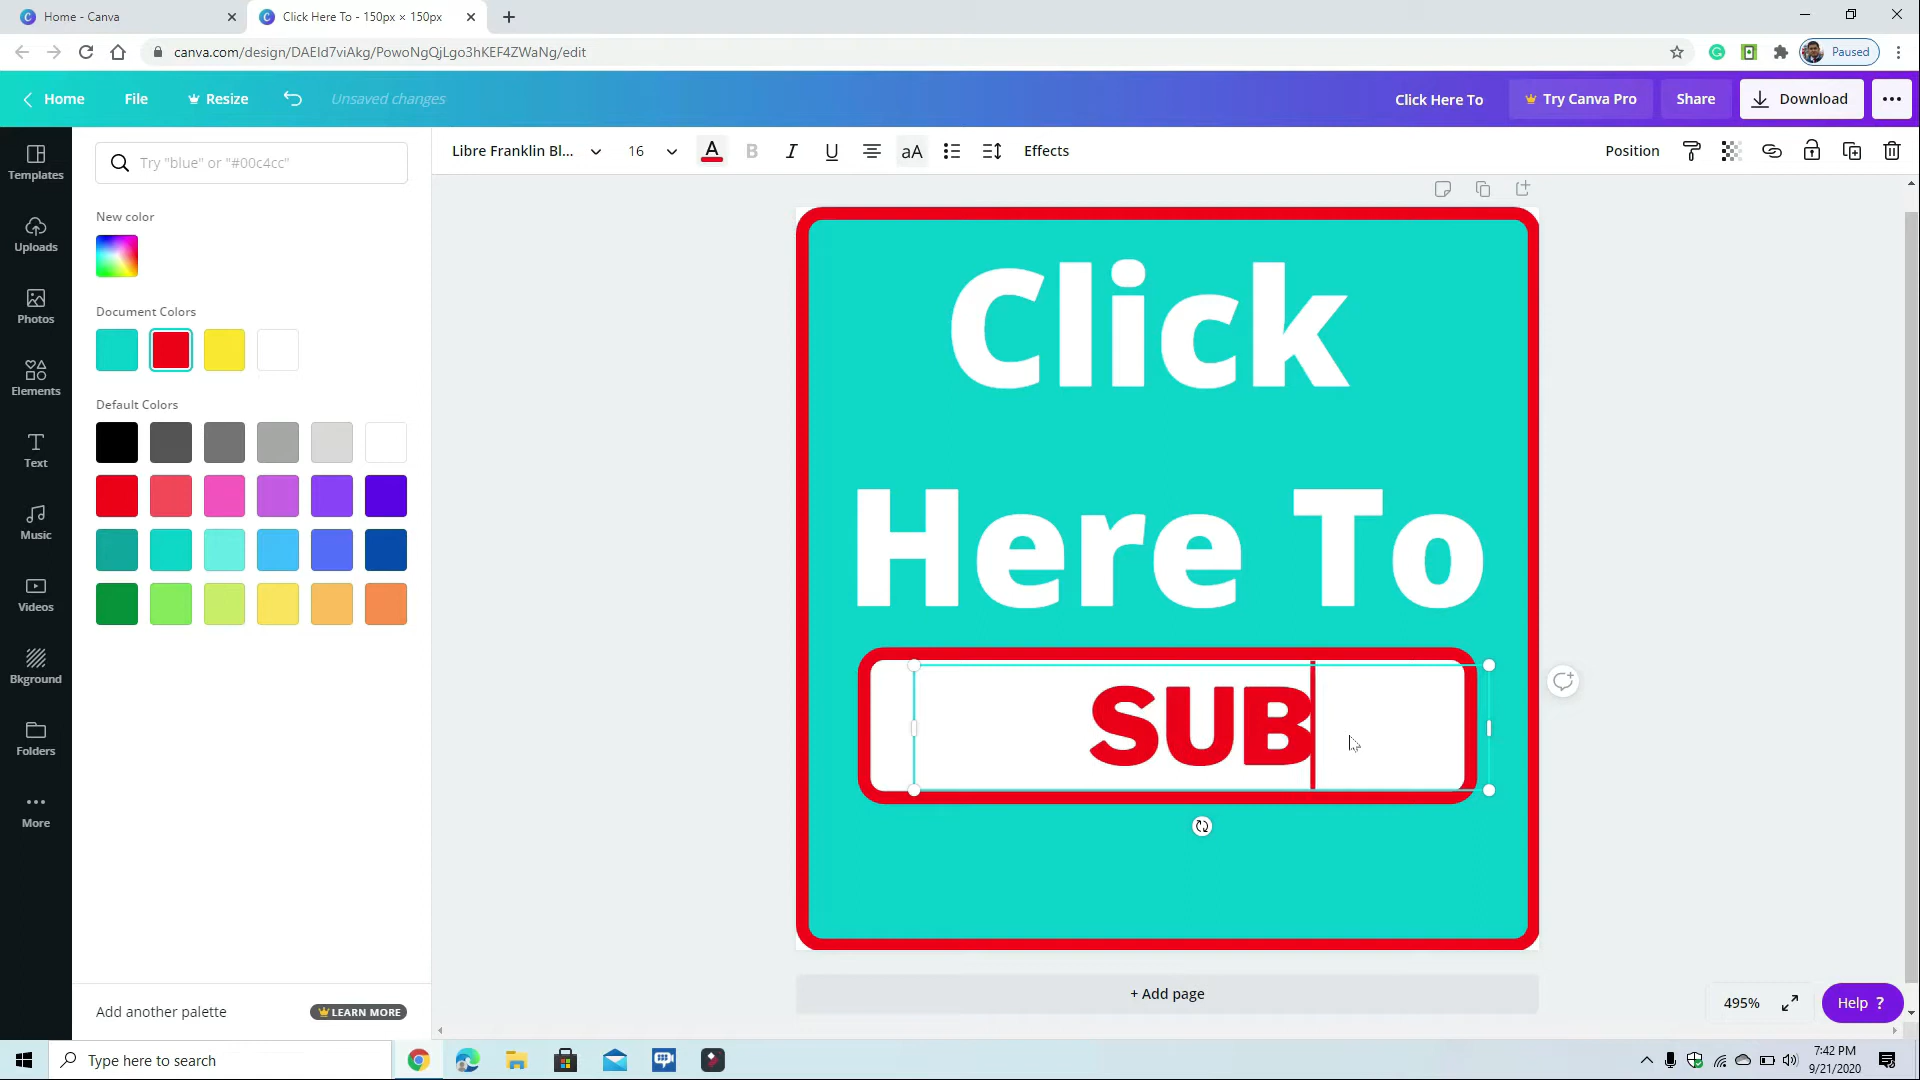 Home - Canva
Click Here To - 150px × 150px
canva.com/design/DAEId7viAkg/PowoNgQjLgo3hKEF4ZWaNg/edit
Paused
Home
File
Resize
Unsaved changes
Click Here To
Try Canva Pro
Share
Download
Templates
Uploads
Photos
Elements
Text
Music
Videos
Bkground
Folders
More
Try "blue" or "#00c4cc"
New color
Document Colors
Default Colors
Add another palette
LEARN MORE
Libre Franklin Bl...
16
A
B
I
U
aA
Effects
Position
Click
Here To
SUB
+ Add page
495%
Help ?
Type here to search
7:42 PM
9/21/2020